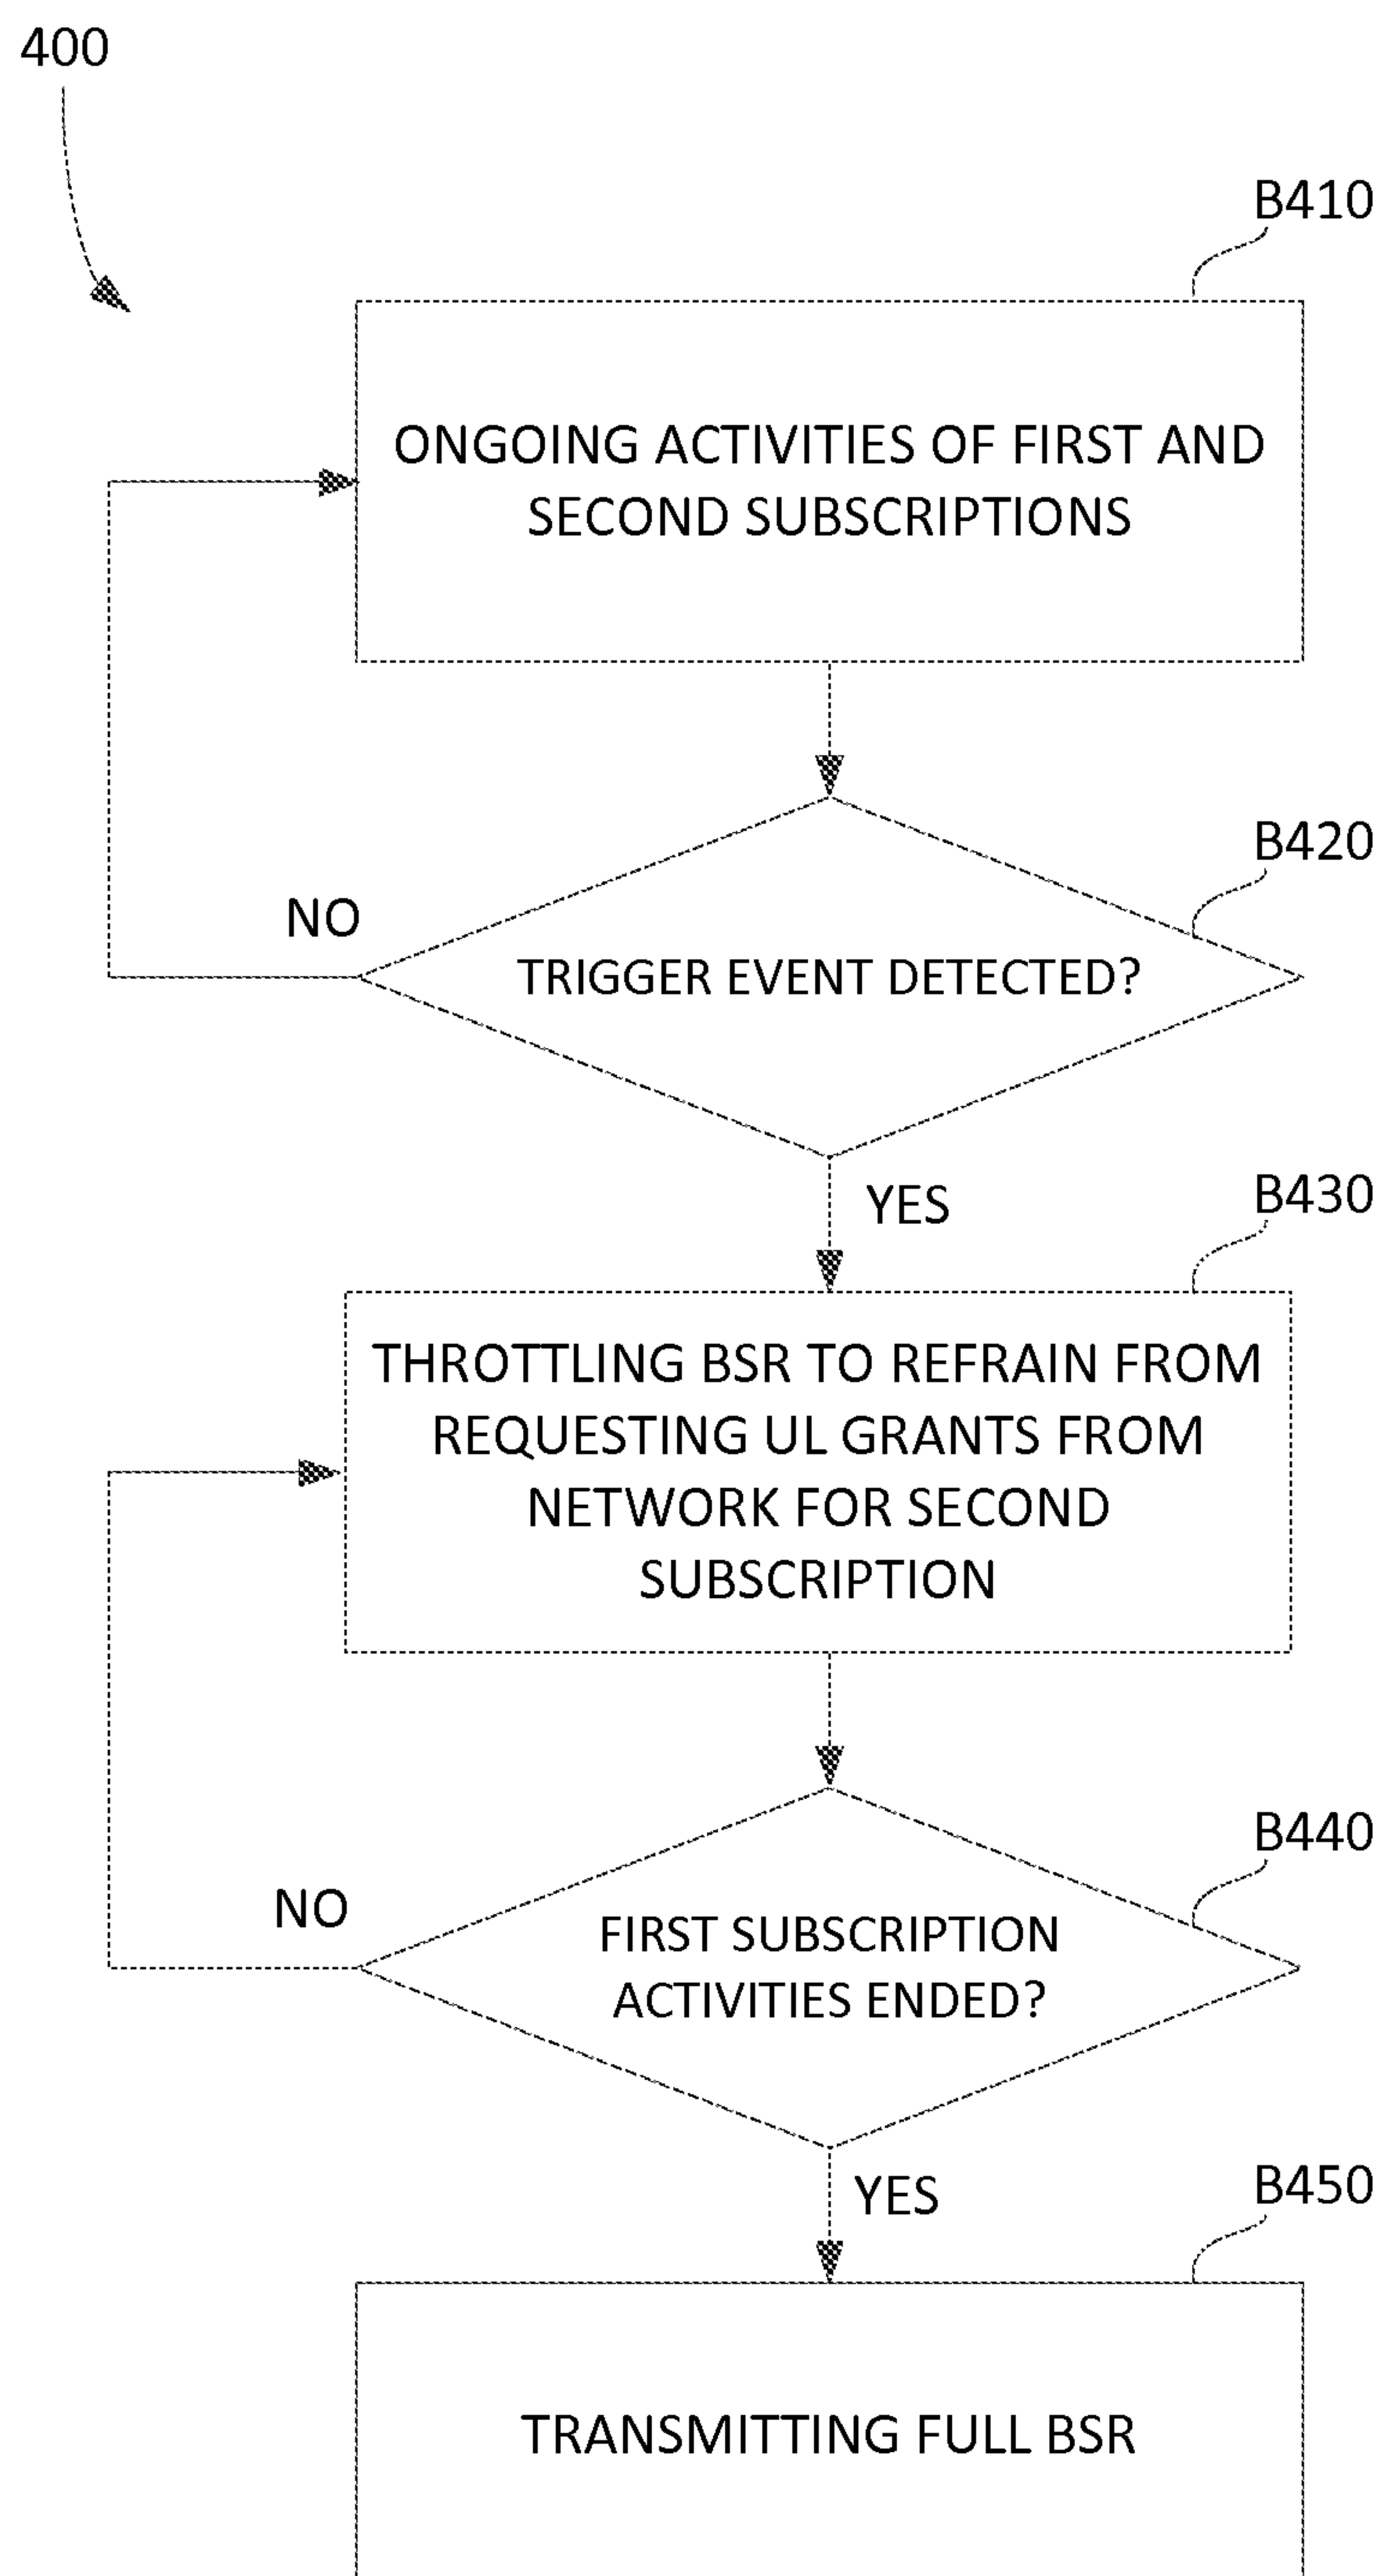 400
B410
ONGOING ACTIVITIES OF FIRST AND
SECOND SUBSCRIPTIONS
B420
NO
TRIGGER EVENT DETECTED?
YES
B430
THROTTLING BSR TO REFRAIN FROM
REQUESTING UL GRANTS FROM
NETWORK FOR SECOND
SUBSCRIPTION
B440
NO
FIRST SUBSCRIPTION
ACTIVITIES ENDED?
YES
B450
TRANSMITTING FULL BSR